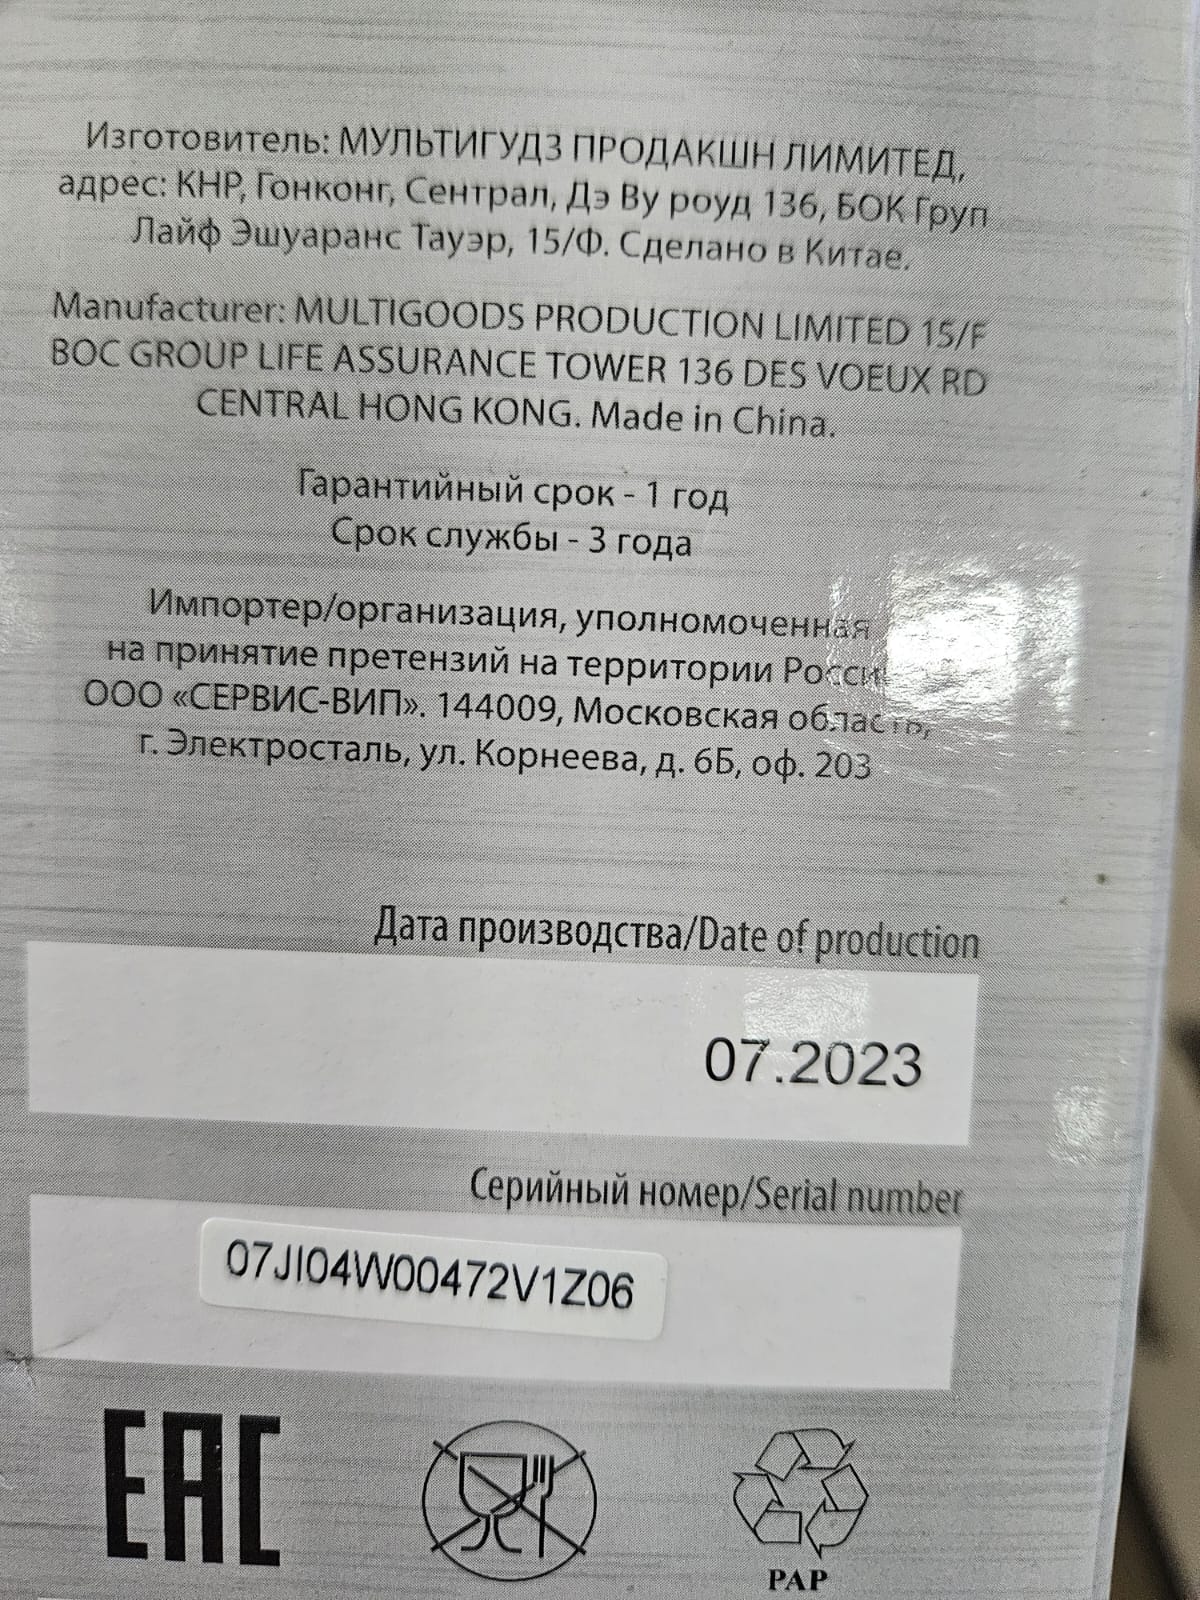 Изготовитель: МУЛЬТИГУДЗ ПРОДАКШН ЛИМИТЕД,
адрес: КНР, Гонконг, Сентрал, Дэ Ву роуд 136, БОК Груп
Лайф Эшуаранс Тауэр, 15/Ф. Сделано в Китае.
Manufacturer: MULTIGOODS PRODUCTION LIMITED 15/F
BOC GROUP LIFE ASSURANCE TOWER 136 DES VOEUX RD
CENTRAL HONG KONG. Made in China.
Гарантийный срок - 1 год
Срок службы - 3 года
Импортер/организация, уполномоченная
на принятие претензий на территории России
ООО «СЕРВИС-ВИП». 144009, Московская область,
г. Электросталь, ул. Корнеева, д. 6Б, оф. 203
Дата производства/Date of production
07.2023
Серийный номер/Serial number
07JI04W00472V1Z06
EAC
PAP